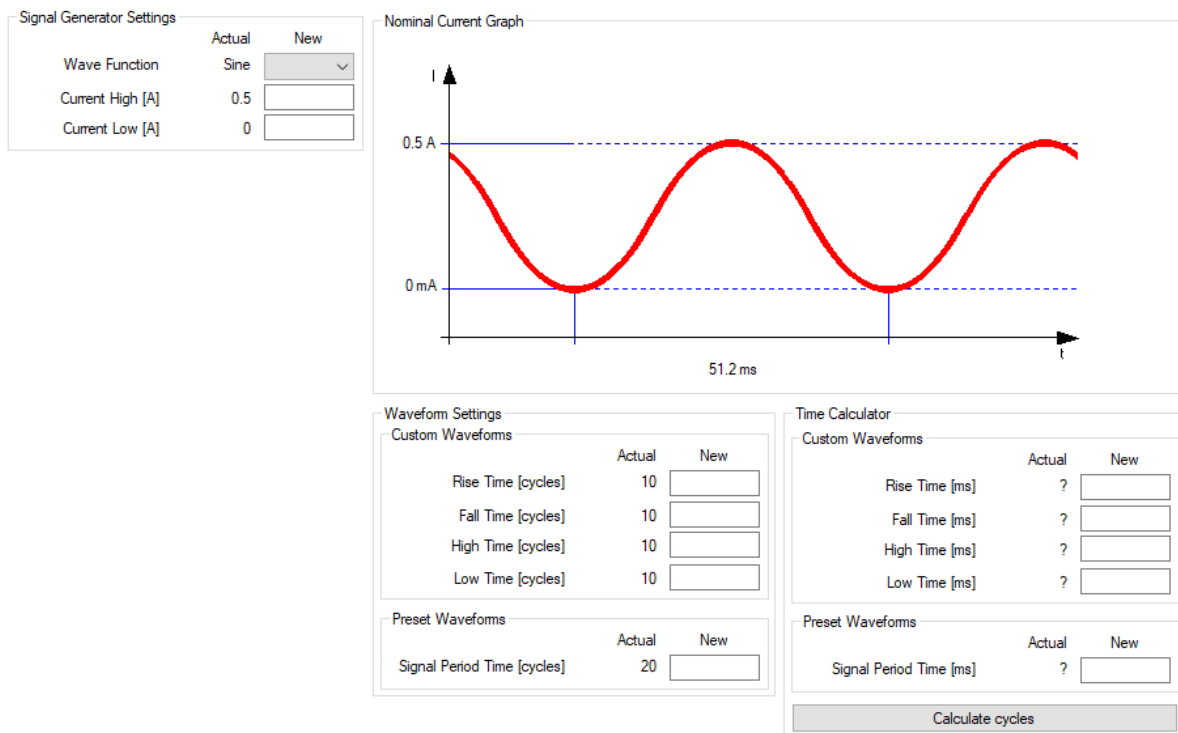 Signal Generator Settings
Actual New
Wave Function Sine
Current High [A] 0.5
Current Low [A] 0
Nominal Current Graph
I
0.5 A
0 mA
t
51.2 ms
Waveform Settings
Custom Waveforms
Actual New
Rise Time [cycles] 10
Fall Time [cycles] 10
High Time [cycles] 10
Low Time [cycles] 10
Preset Waveforms
Actual New
Signal Period Time [cycles] 20
Time Calculator
Custom Waveforms
Actual New
Rise Time [ms] ?
Fall Time [ms] ?
High Time [ms] ?
Low Time [ms] ?
Preset Waveforms
Actual New
Signal Period Time [ms] ?
Calculate cycles